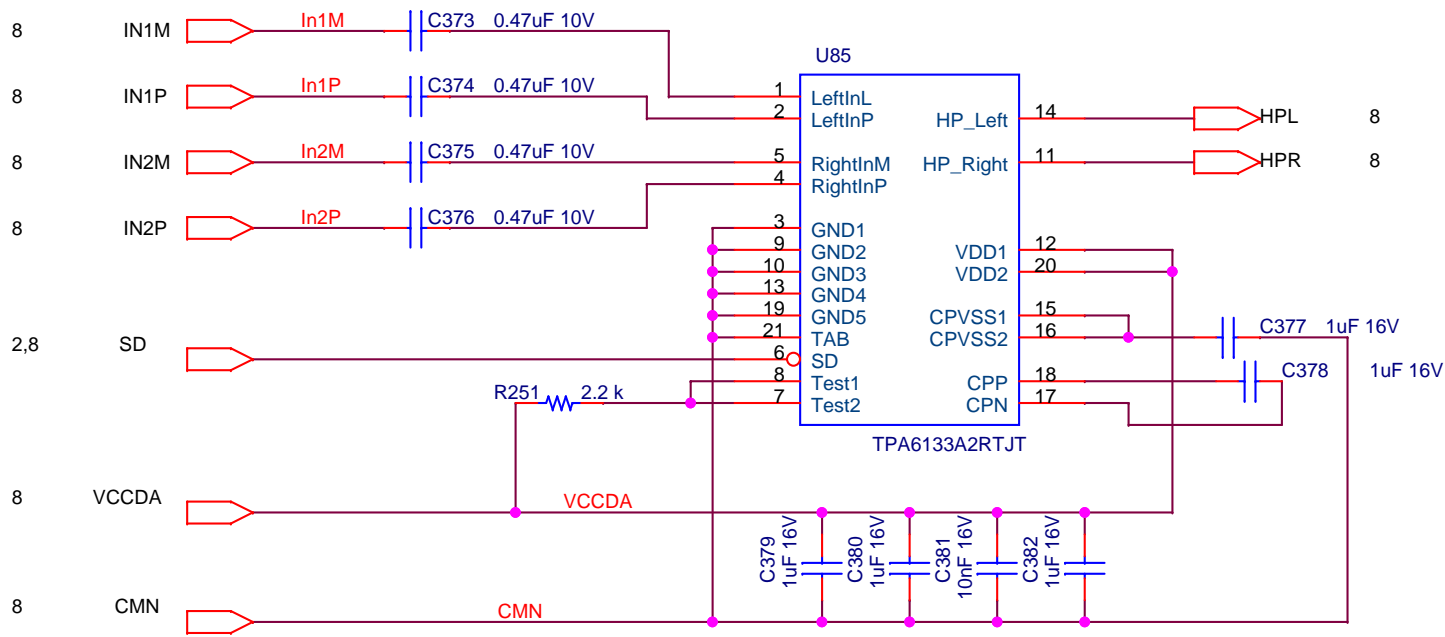 8 IN1M In1M C373 0.47uF 10V
U85
8 IN1P In1P C374 0.47uF 10V
1 LeftInL
2 LeftInP HP_Left 14 HPL 8
8 IN2M In2M C375 0.47uF 10V
5 RightInM HP_Right 11 HPR 8
4 RightInP
8 IN2P In2P C376 0.47uF 10V
3 GND1
9 GND2 VDD1 12
10 GND3 VDD2 20
13 GND4
19 GND5 CPVSS1 15
21 TAB CPVSS2 16 C377 1uF 16V
2,8 SD
6 SD
8 Test1 CPP 18 C378 1uF 16V
R251 2.2 k
7 Test2 CPN 17
TPA6133A2RTJT
8 VCCDA VCCDA
C379 1uF 16V
C380 1uF 16V
C381 10nF 16V
C382 1uF 16V
8 CMN CMN